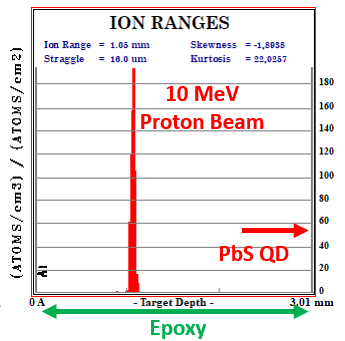 ION RANGES
Ion Range = 1.05 mm Skewness = -1,8938
Straggle = 16.0 um Kurtosis = 22,0257
(ATOMS/cm3) / (ATOMS/cm2)
10 MeV
Proton Beam
180
160
140
120
100
80
60
40
20
0
PbS QD
0 A - Target Depth - 3.01 mm
Epoxy